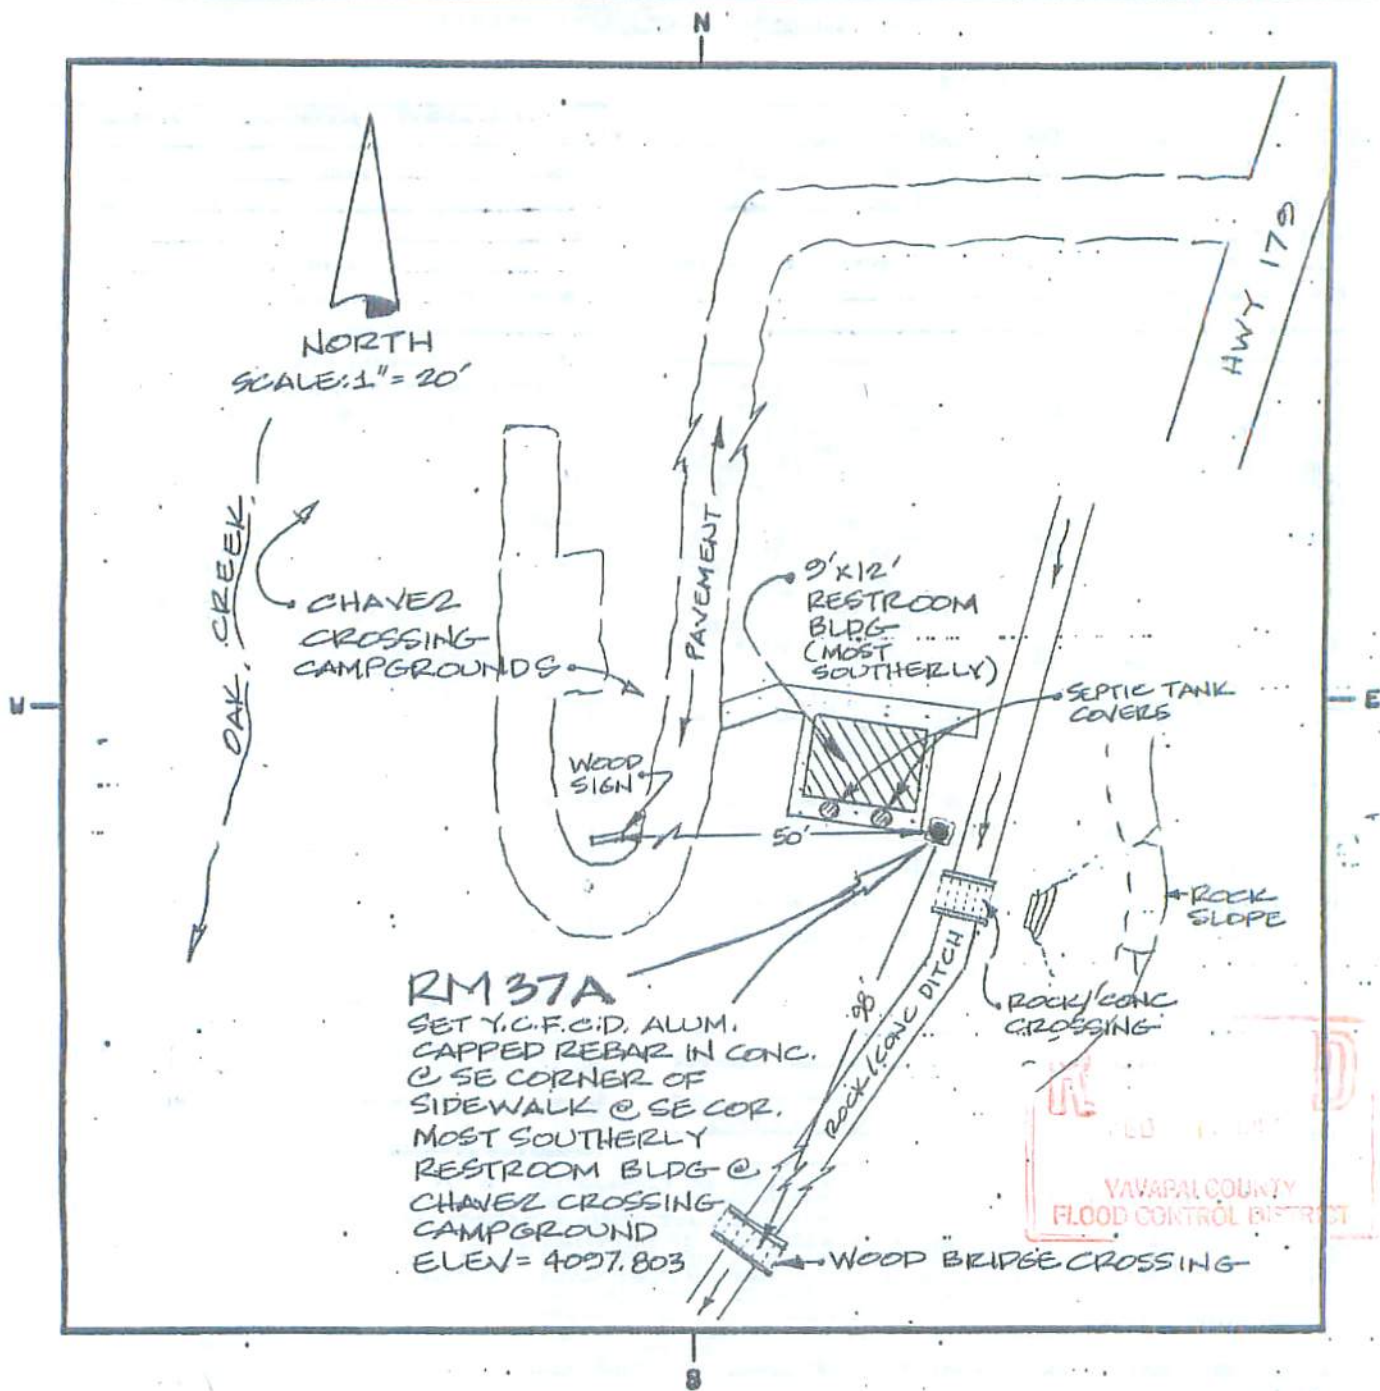 N
NORTH
SCALE: 1" = 20'
HWY 179
OAK CREEK
CHAVEZ
CROSSING
CAMPGROUNDS
PAVEMENT
9'X12'
RESTROOM
BLDG
(MOST
SOUTHERLY)
SEPTIC TANK
COVERS
W
E
WOOD
SIGN
50'
ROCK
SLOPE
ROCK/CONC
CROSSING
98'
ROCK/CONC DITCH
RM 37A
SET Y.C.F.C.D. ALUM.
CAPPED REBAR IN CONC.
@ SE CORNER OF
SIDEWALK @ SE COR.
MOST SOUTHERLY
RESTROOM BLDG @
CHAVEZ CROSSING
CAMPGROUND
ELEV = 4097.803
WOOD BRIDGE CROSSING
YAVAPAI COUNTY
FLOOD CONTROL DISTRICT
S